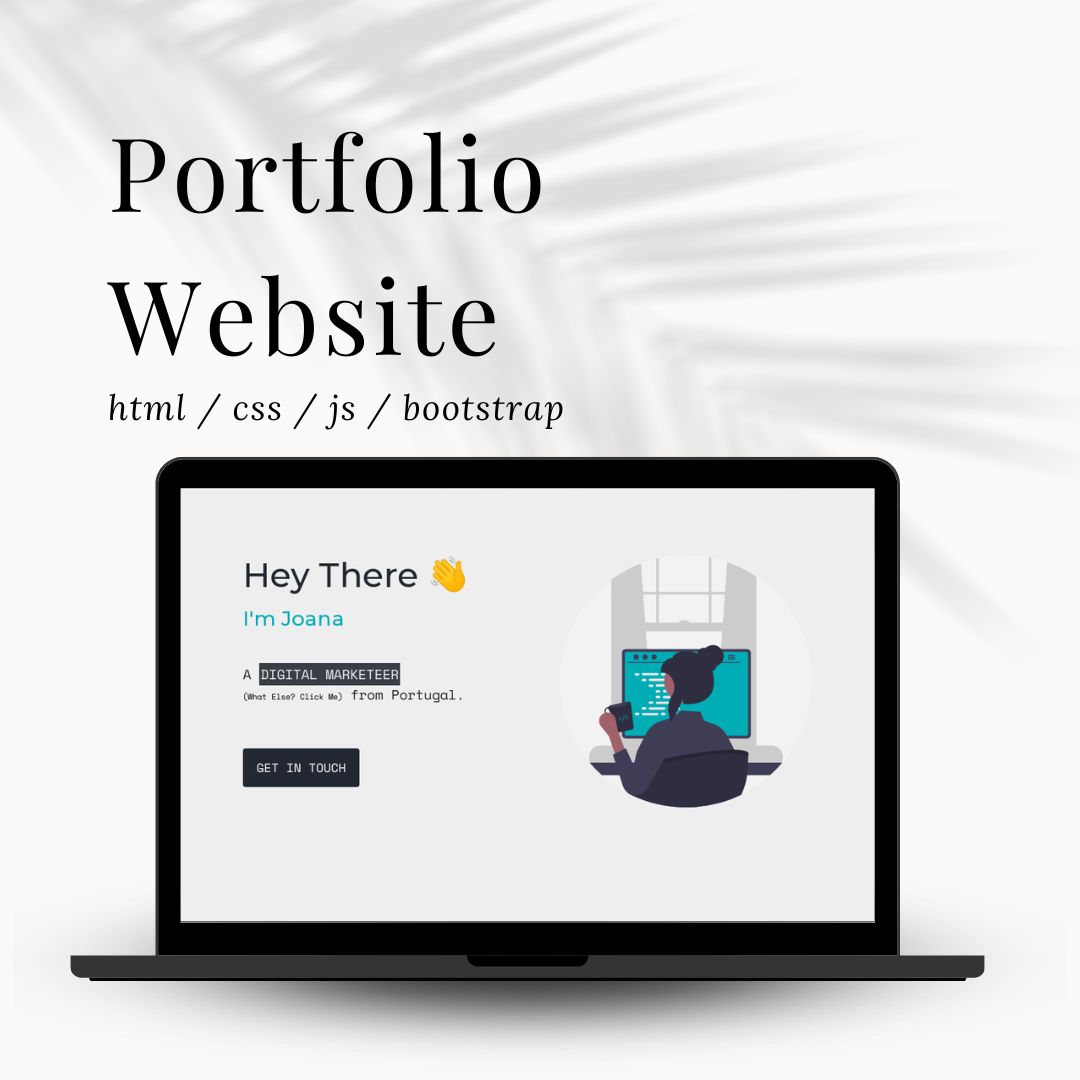 Portfolio
Website
html / css / js / bootstrap
Hey There 👋
I'm Joana
A DIGITAL MARKETEER
(What Else? Click Me) from Portugal.
GET IN TOUCH